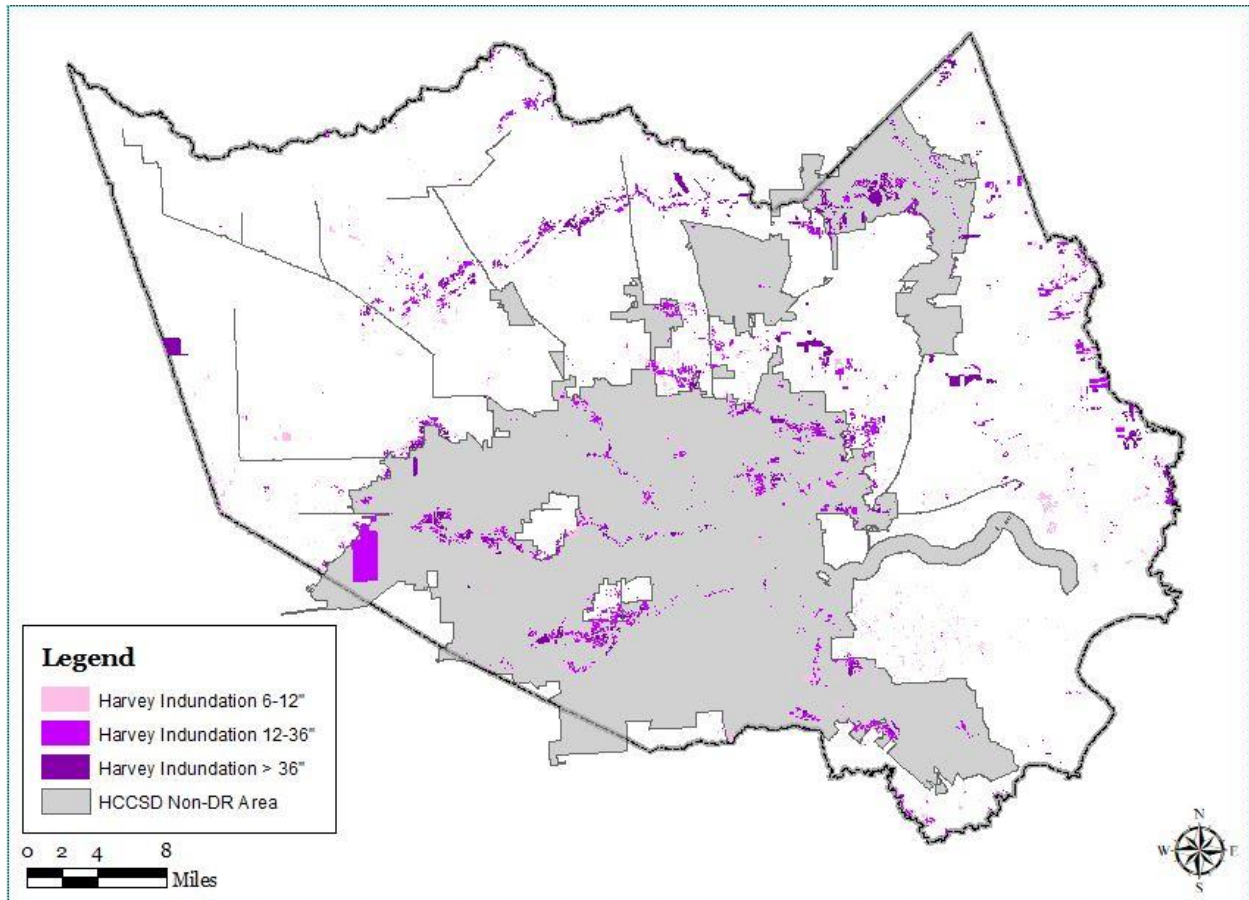 Legend
Harvey Indundation 6-12"
Harvey Indundation 12-36"
Harvey Indundation > 36"
HCCSD Non-DR Area
0 2 4 8
Miles
N
W E
S